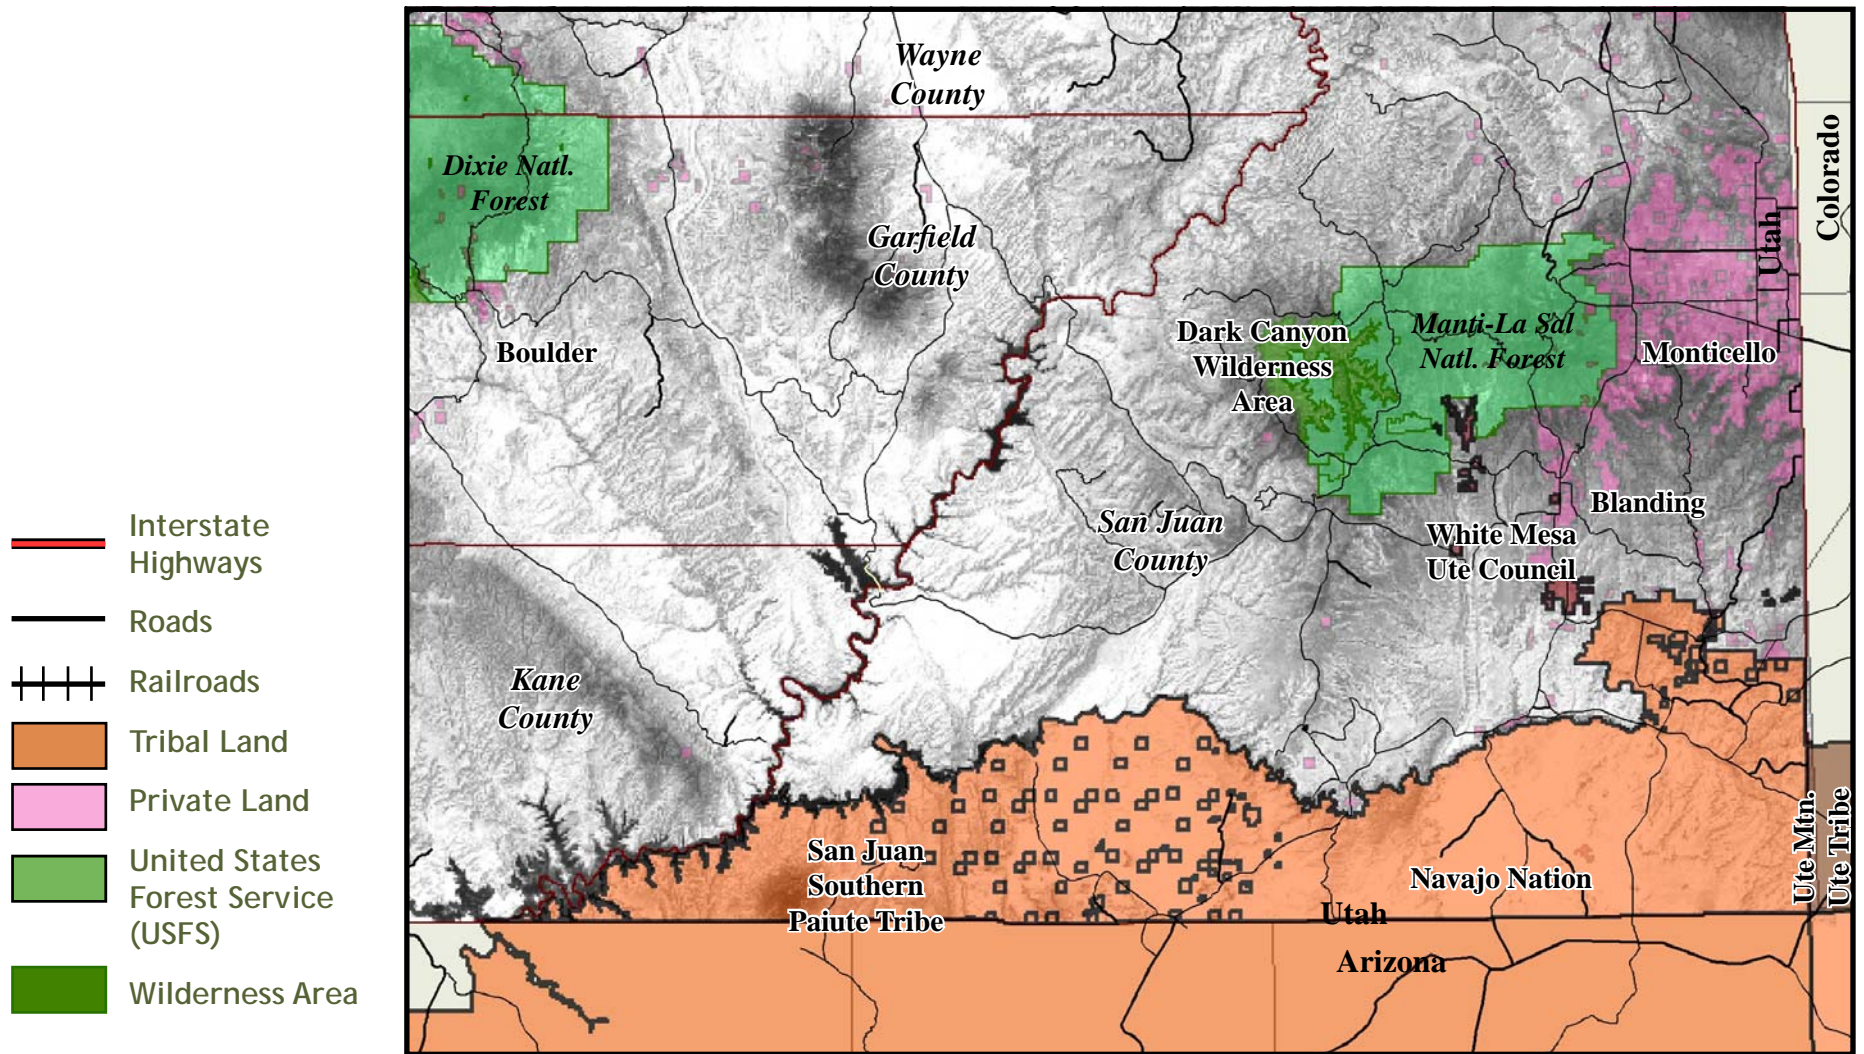 Interstate
Highways
Roads
Railroads
Tribal Land
Private Land
United States
Forest Service
(USFS)
Wilderness Area
Wayne
County
Dixie Natl.
Forest
Garfield
County
Boulder
Dark Canyon
Wilderness
Area
Manti-La Sal
Natl. Forest
Monticello
Utah
Colorado
San Juan
County
Blanding
White Mesa
Ute Council
Kane
County
San Juan
Southern
Paiute Tribe
Navajo Nation
Utah
Arizona
Ute Mtn.
Ute Tribe